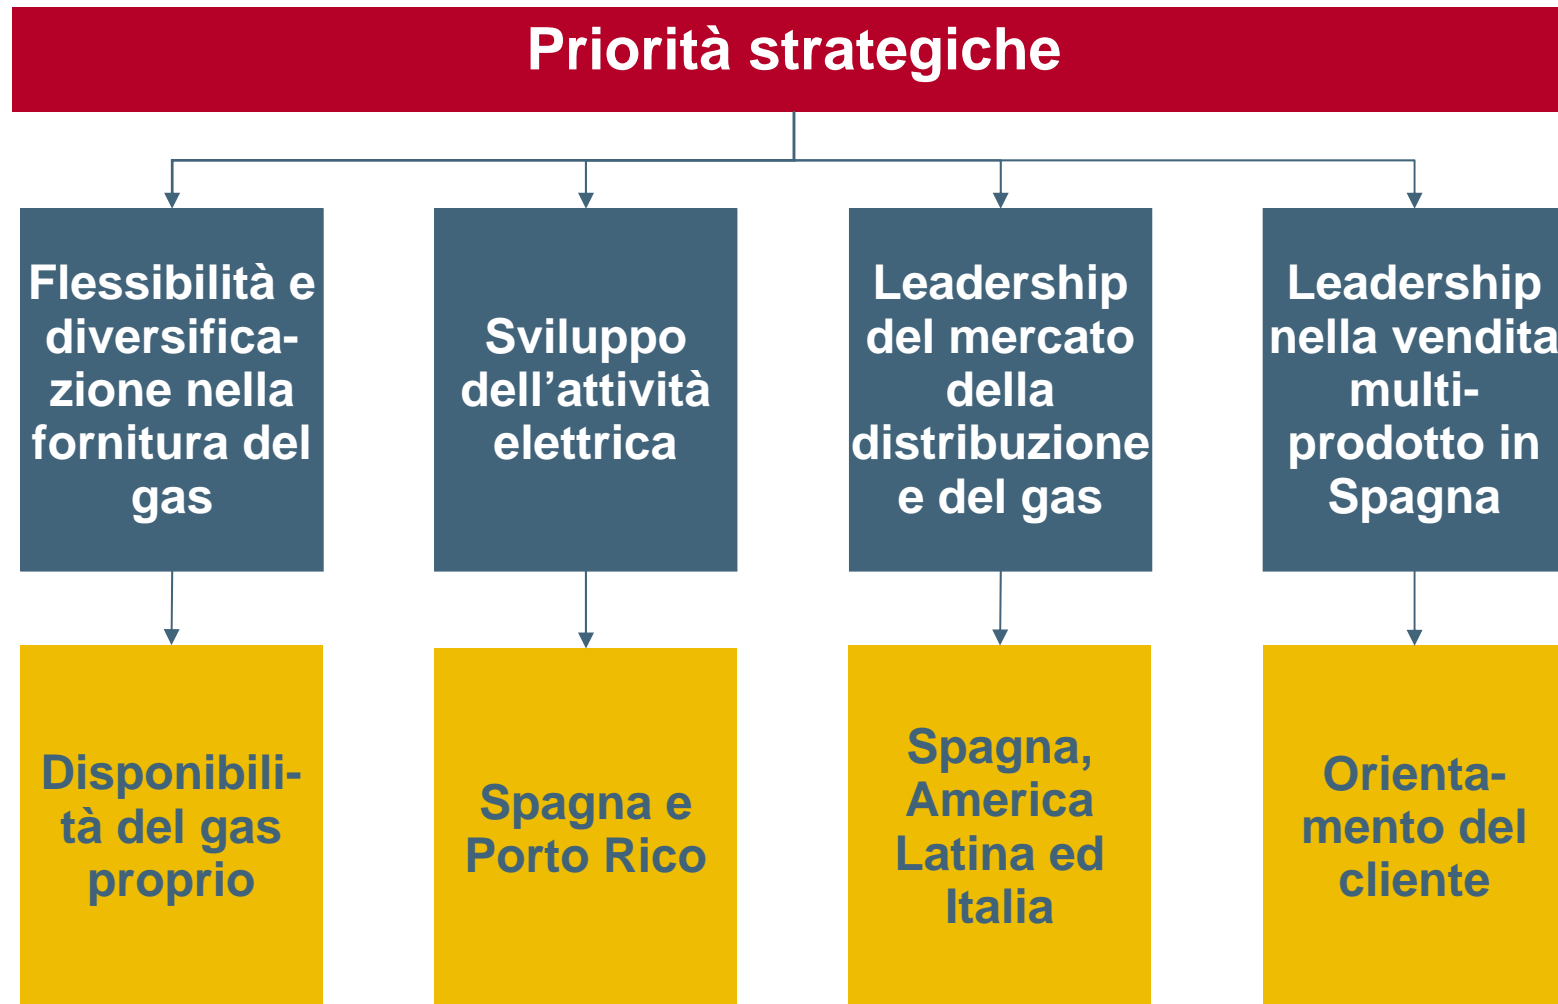 Priorità strategiche
Flessibilità e
diversifica-
zione nella
fornitura del
gas
Sviluppo
dell’attività
elettrica
Leadership
del mercato
della
distribuzione
e del gas
Leadership
nella vendita
multi-
prodotto in
Spagna
Disponibili-
tà del gas
proprio
Spagna e
Porto Rico
Spagna,
America
Latina ed
Italia
Orienta-
mento del
cliente